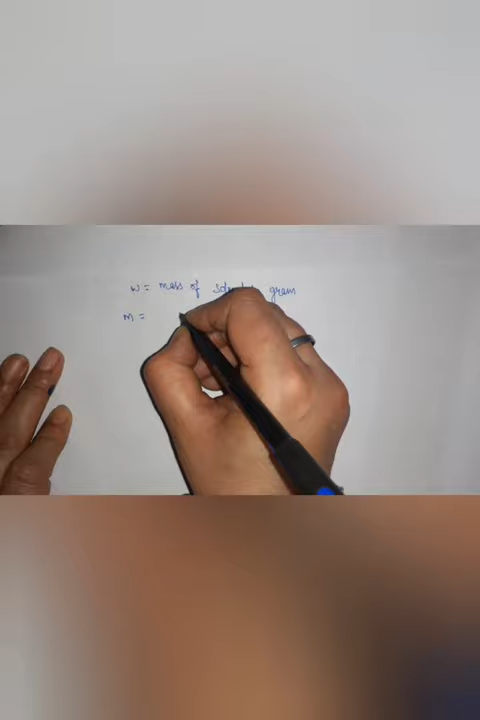 w = mass of gram
m =